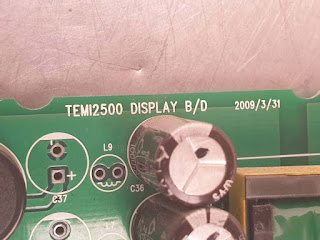 TEMI2500 DISPLAY B/D 2009/3/31
L9
+
C36
C37